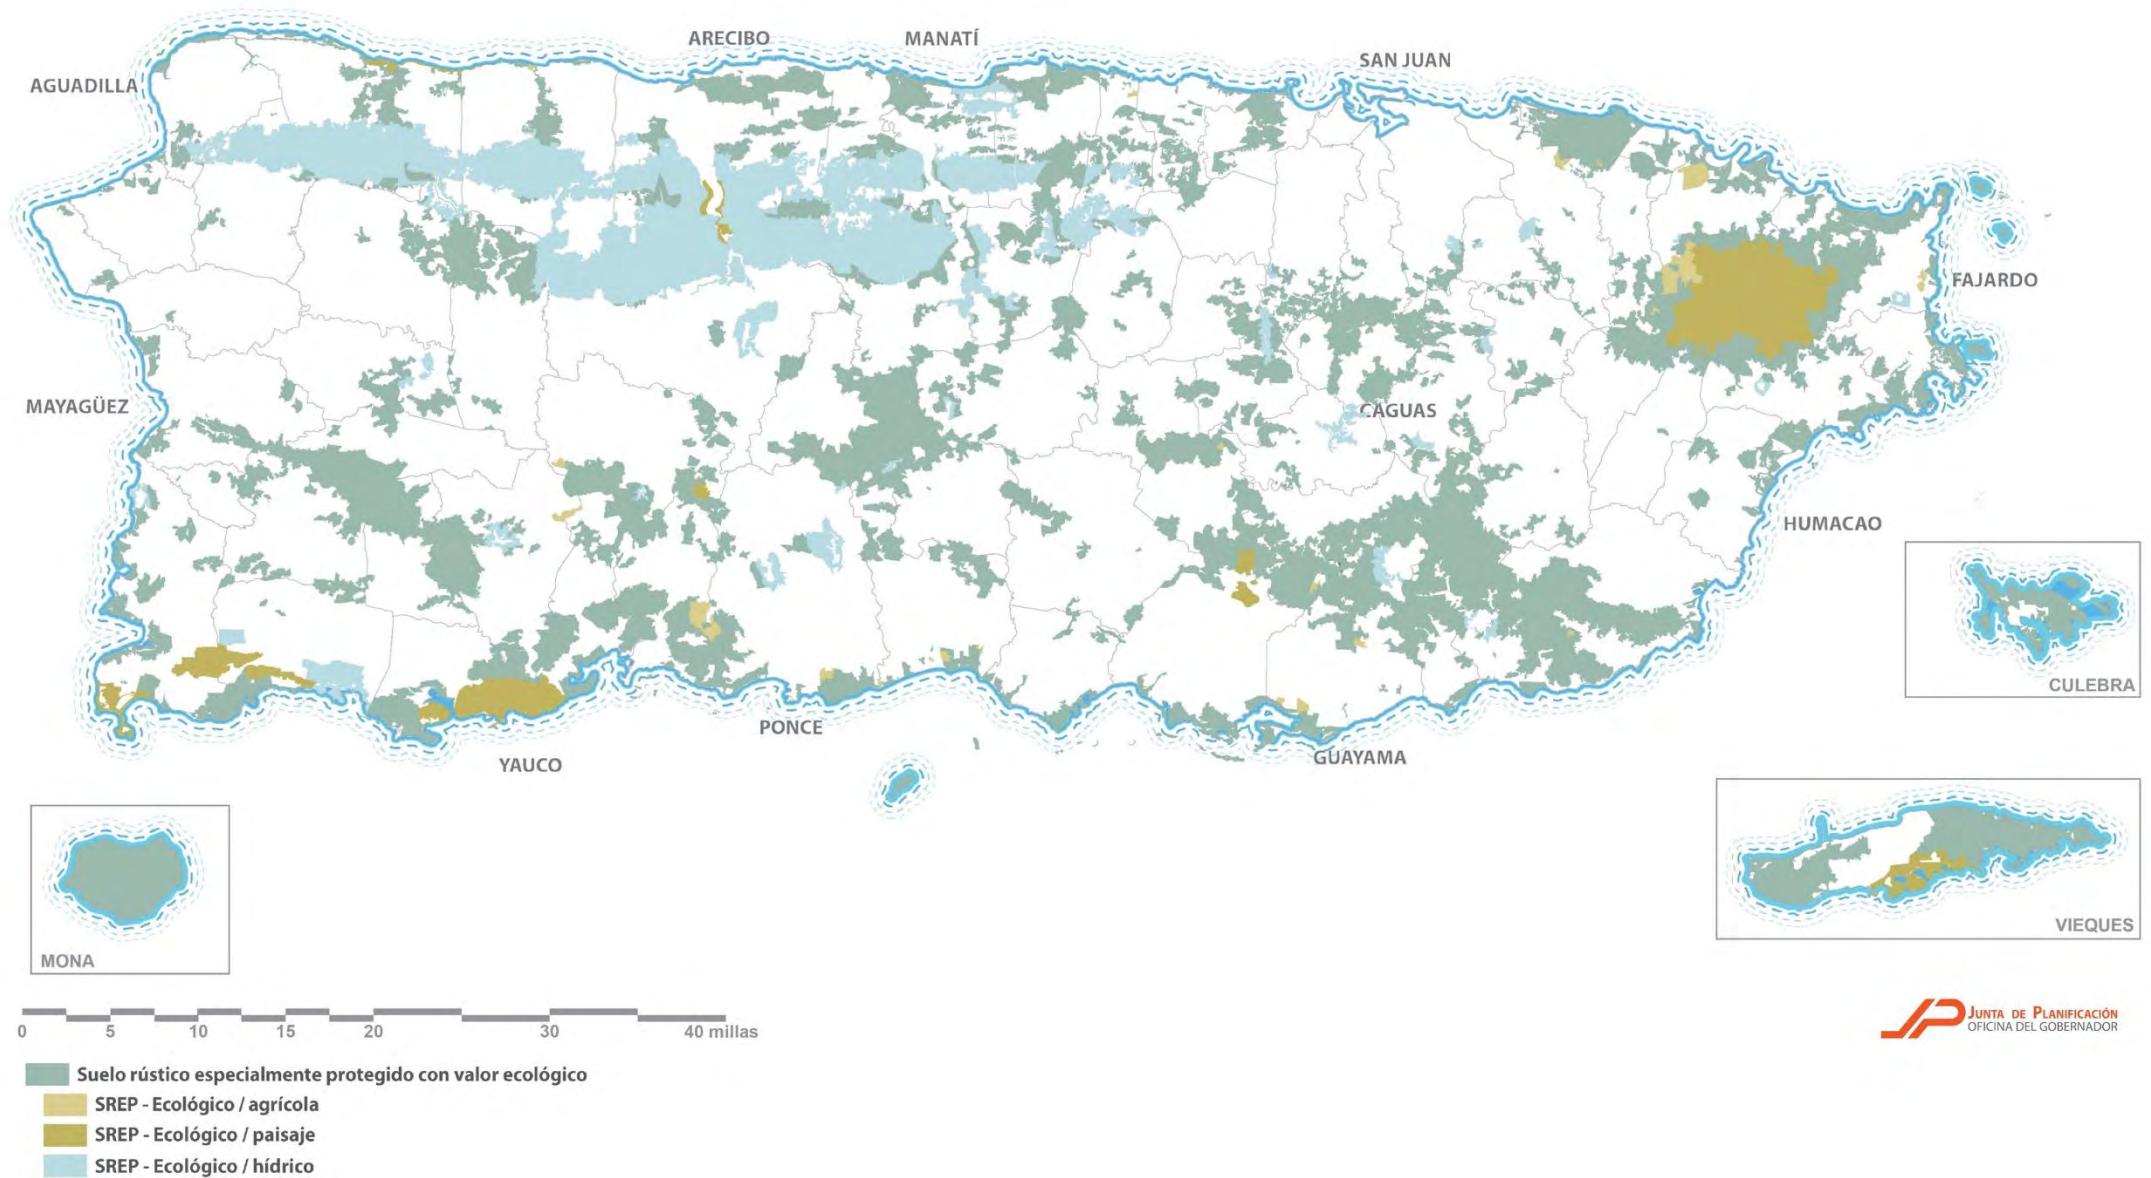 ARECIBO
MANATÍ
SAN JUAN
AGUADILLA
FAJARDO
MAYAGÜEZ
CAGUAS
HUMACAO
CULEBRA
PONCE
YAUCO
GUAYAMA
MONA
VIEQUES
0 5 10 15 20 30 40 millas
JUNTA DE PLANIFICACIÓN
OFICINA DEL GOBERNADOR
Suelo rústico especialmente protegido con valor ecológico
SREP - Ecológico / agrícola
SREP - Ecológico / paisaje
SREP - Ecológico / hídrico